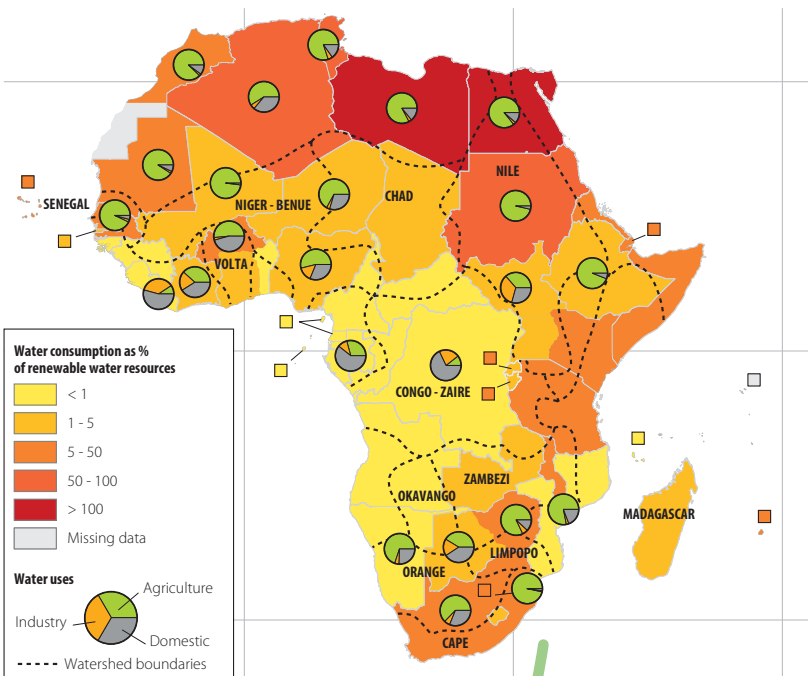 NILE
CHAD
SENEGAL
NIGER - BENUE
VOLTA
CONGO - ZAIRE
ZAMBEZI
OKAVANGO
MADAGASCAR
LIMPOPO
ORANGE
CAPE
Water consumption as %
of renewable water resources
< 1
1 - 5
5 - 50
50 - 100
> 100
Missing data
Water uses
Agriculture
Industry
Domestic
Watershed boundaries